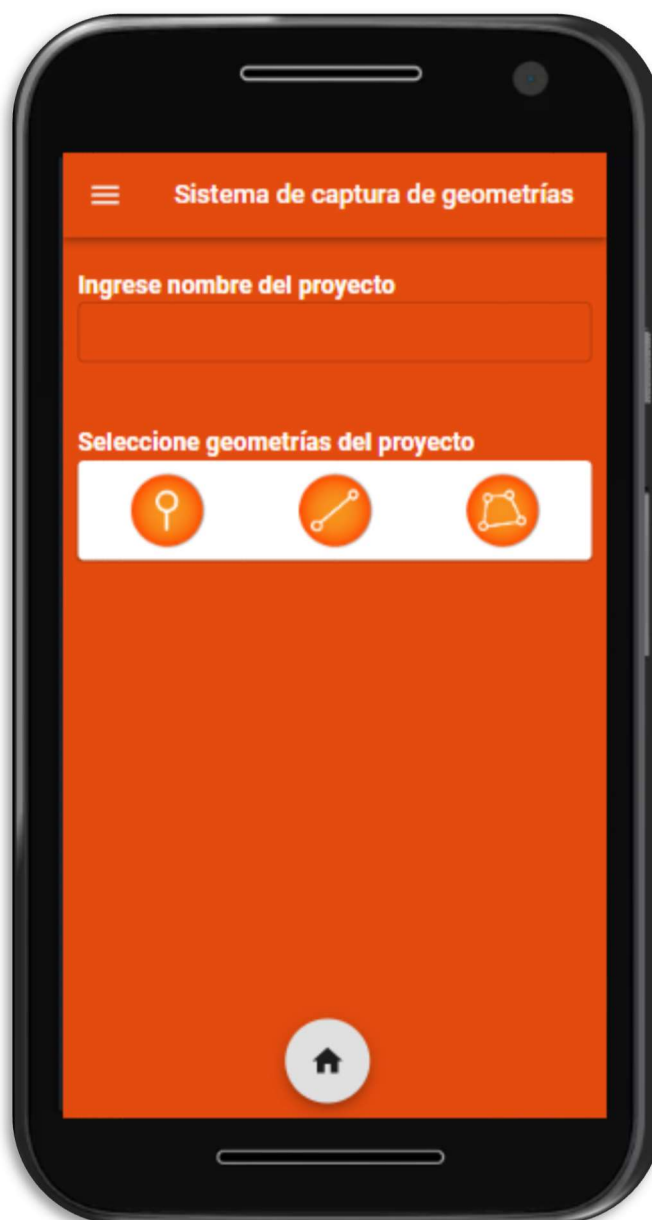 Sistema de captura de geometrías
Ingrese nombre del proyecto
Seleccione geometrías del proyecto